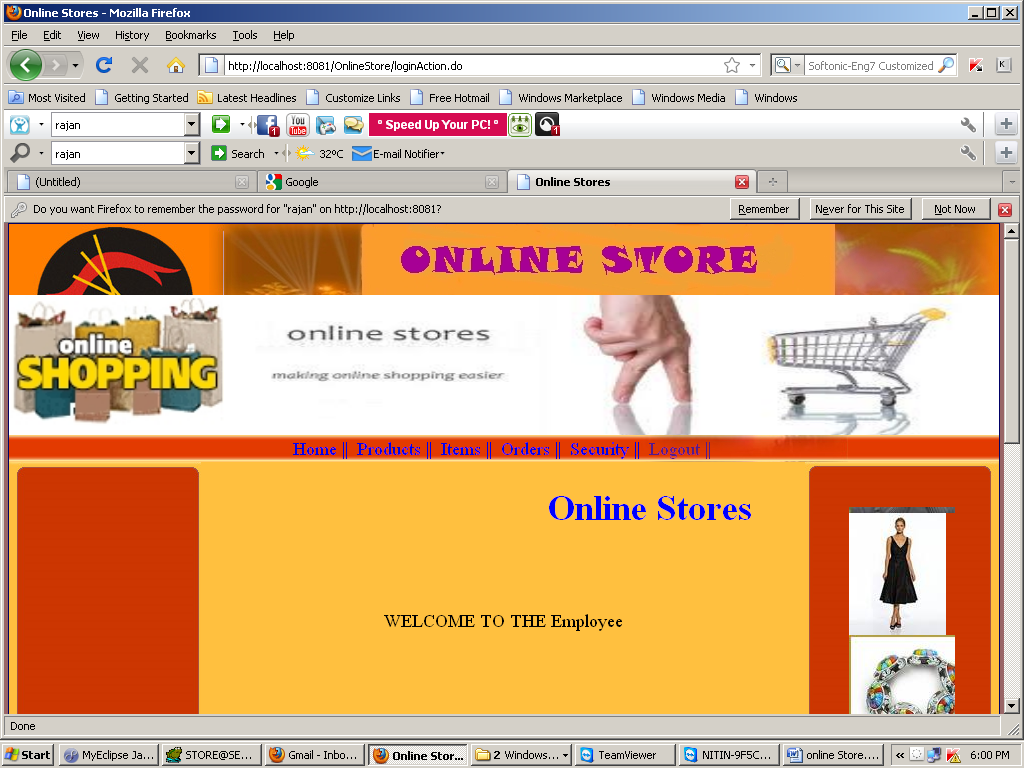 Online Stores - Mozilla Firefox
File Edit View History Bookmarks Tools Help
http://localhost:8081/OnlineStore/loginAction.do
Softonic-Eng7 Customized
K
Most Visited Getting Started Latest Headlines Customize Links Free Hotmail Windows Marketplace Windows Media Windows
rajan 1 You Tube ° Speed Up Your PC! ° 1
rajan Search 32°C E-mail Notifier
(Untitled) Google Online Stores
Do you want Firefox to remember the password for "rajan" on http://localhost:8081? Remember Never for This Site Not Now
ONLINE STORE
online SHOPPING
online stores
making online shopping easier
Home || Products || Items || Orders || Security || Logout ||
Online Stores
WELCOME TO THE Employee
Done
Start MyEclipse Ja... STORE@SE... Gmail - Inbo... Online Stor... 2 Windows... TeamViewer NITIN-9F5C... online Store.... « 6:00 PM